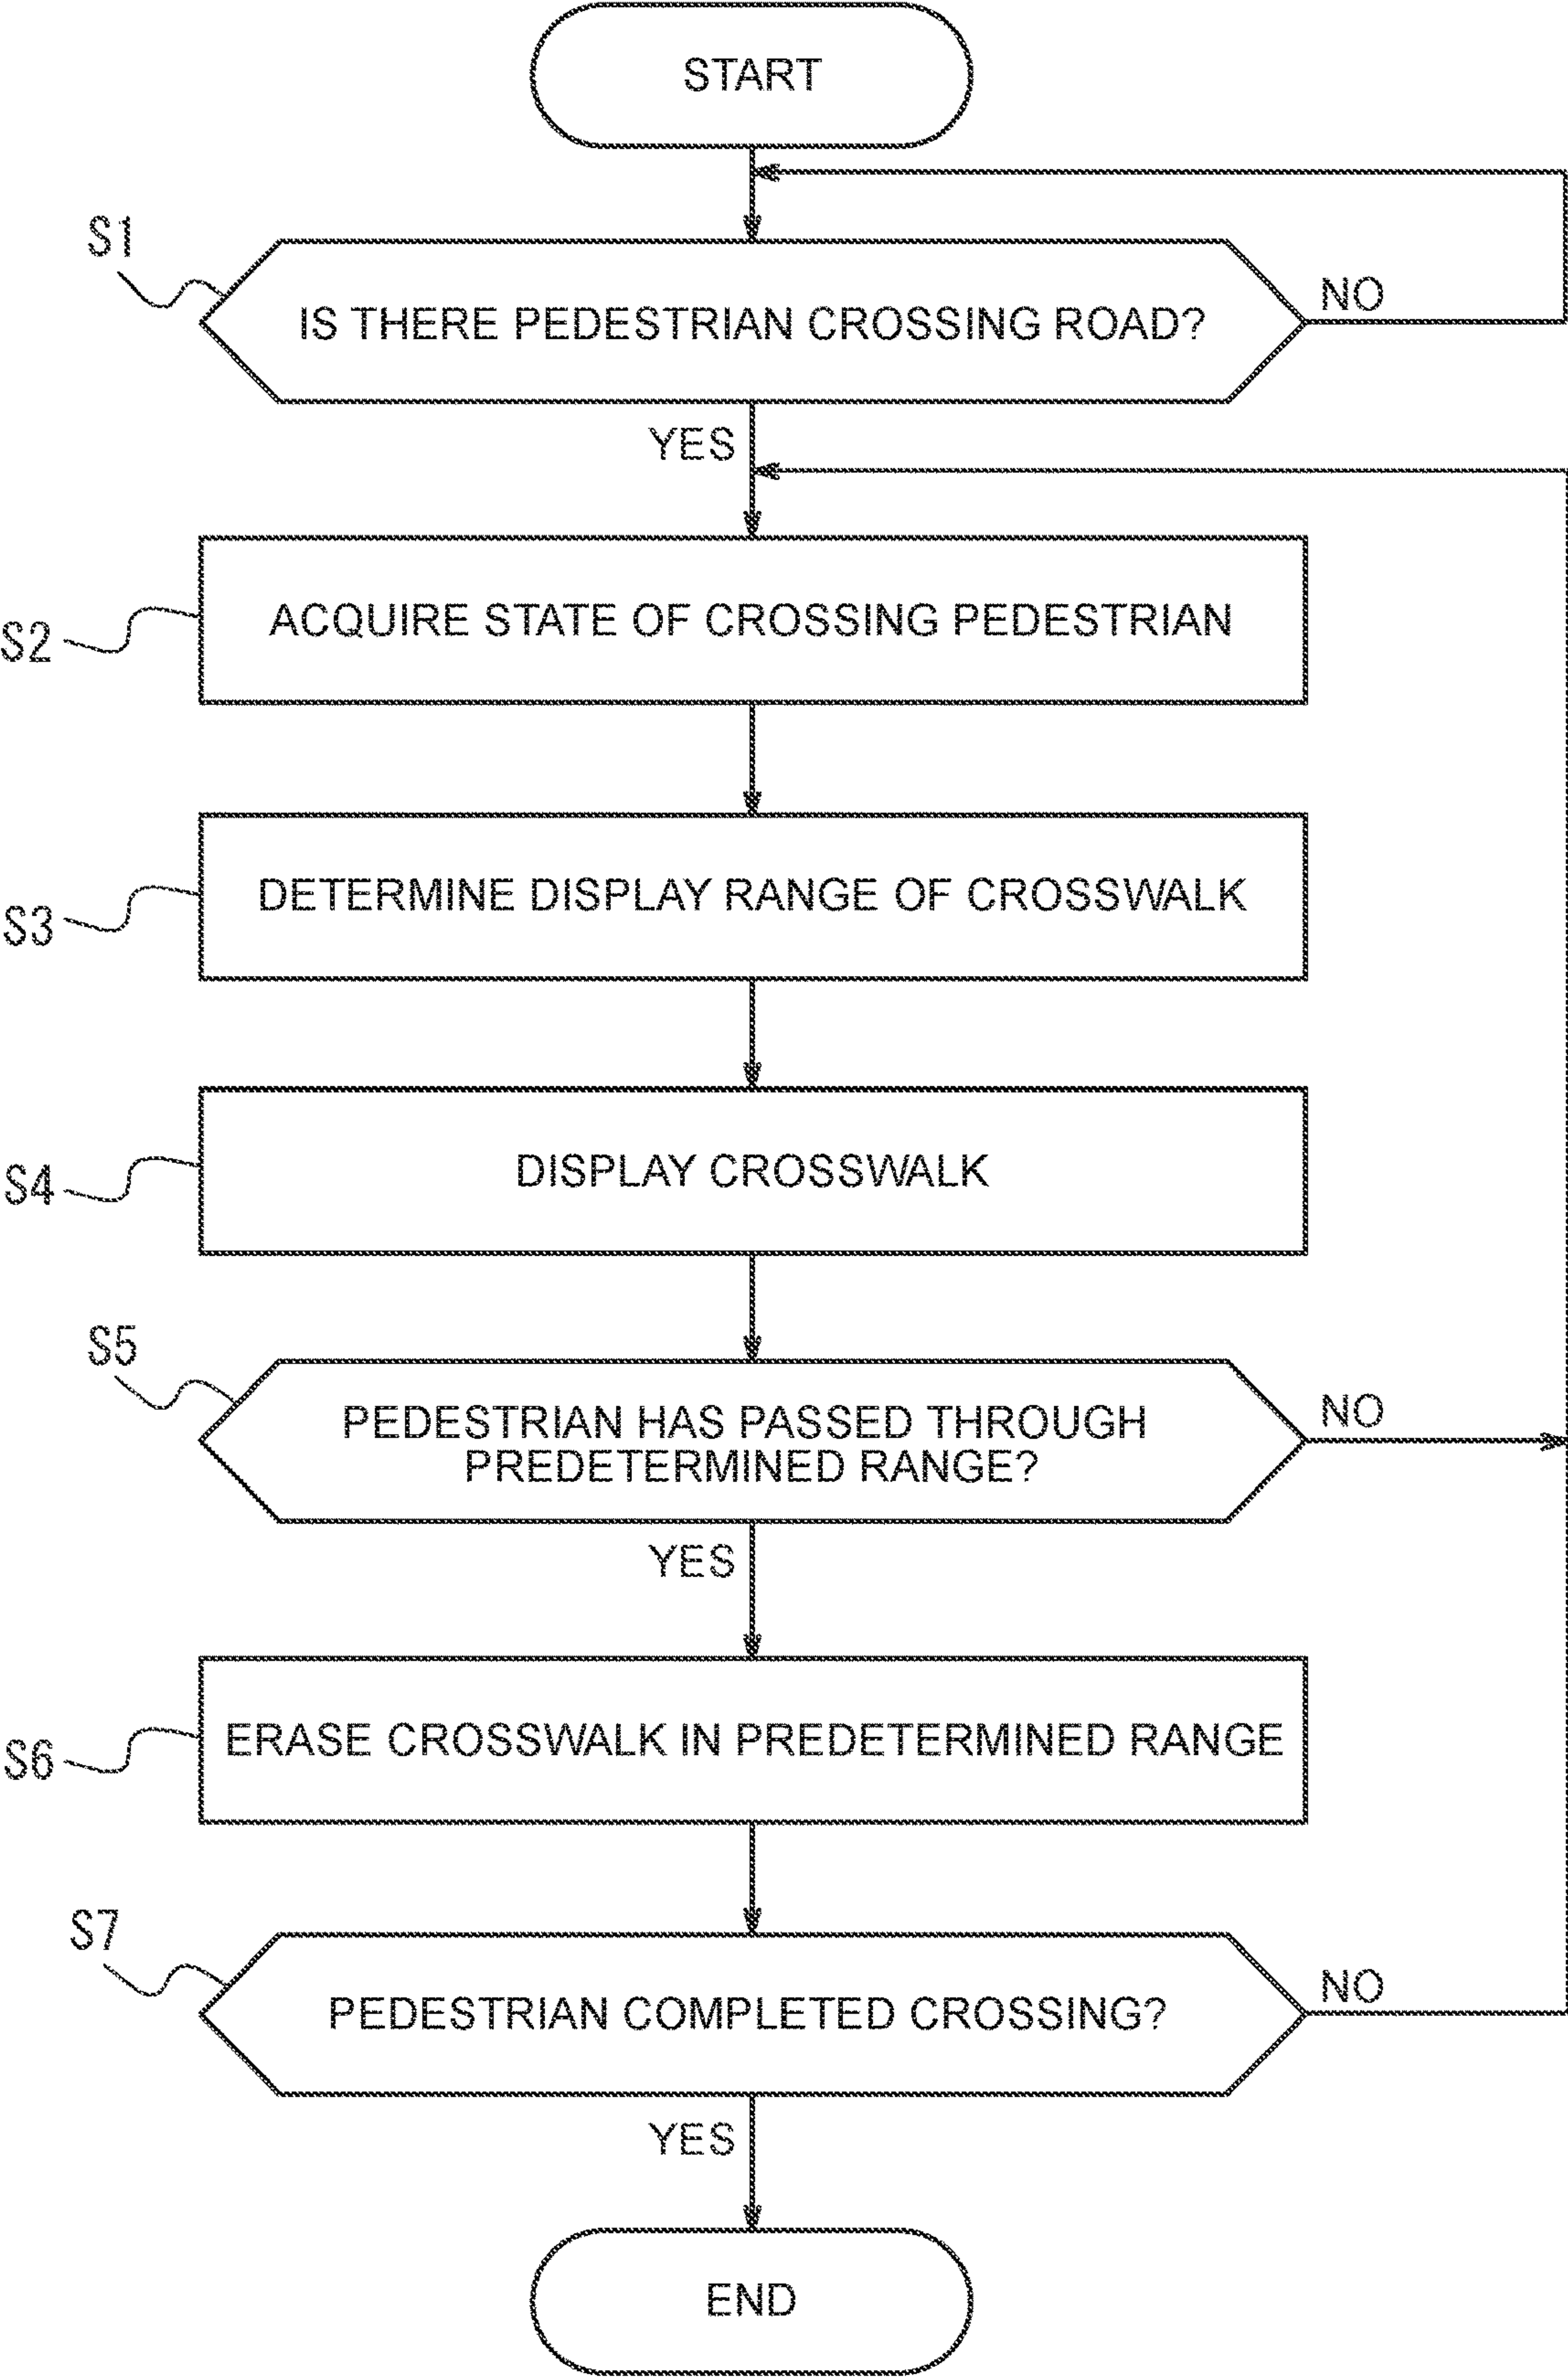 START
S1
IS THERE PEDESTRIAN CROSSING ROAD?
NO
YES
S2
ACQUIRE STATE OF CROSSING PEDESTRIAN
S3
DETERMINE DISPLAY RANGE OF CROSSWALK
S4
DISPLAY CROSSWALK
S5
PEDESTRIAN HAS PASSED THROUGH
PREDETERMINED RANGE?
NO
YES
S6
ERASE CROSSWALK IN PREDETERMINED RANGE
S7
PEDESTRIAN COMPLETED CROSSING?
NO
YES
END